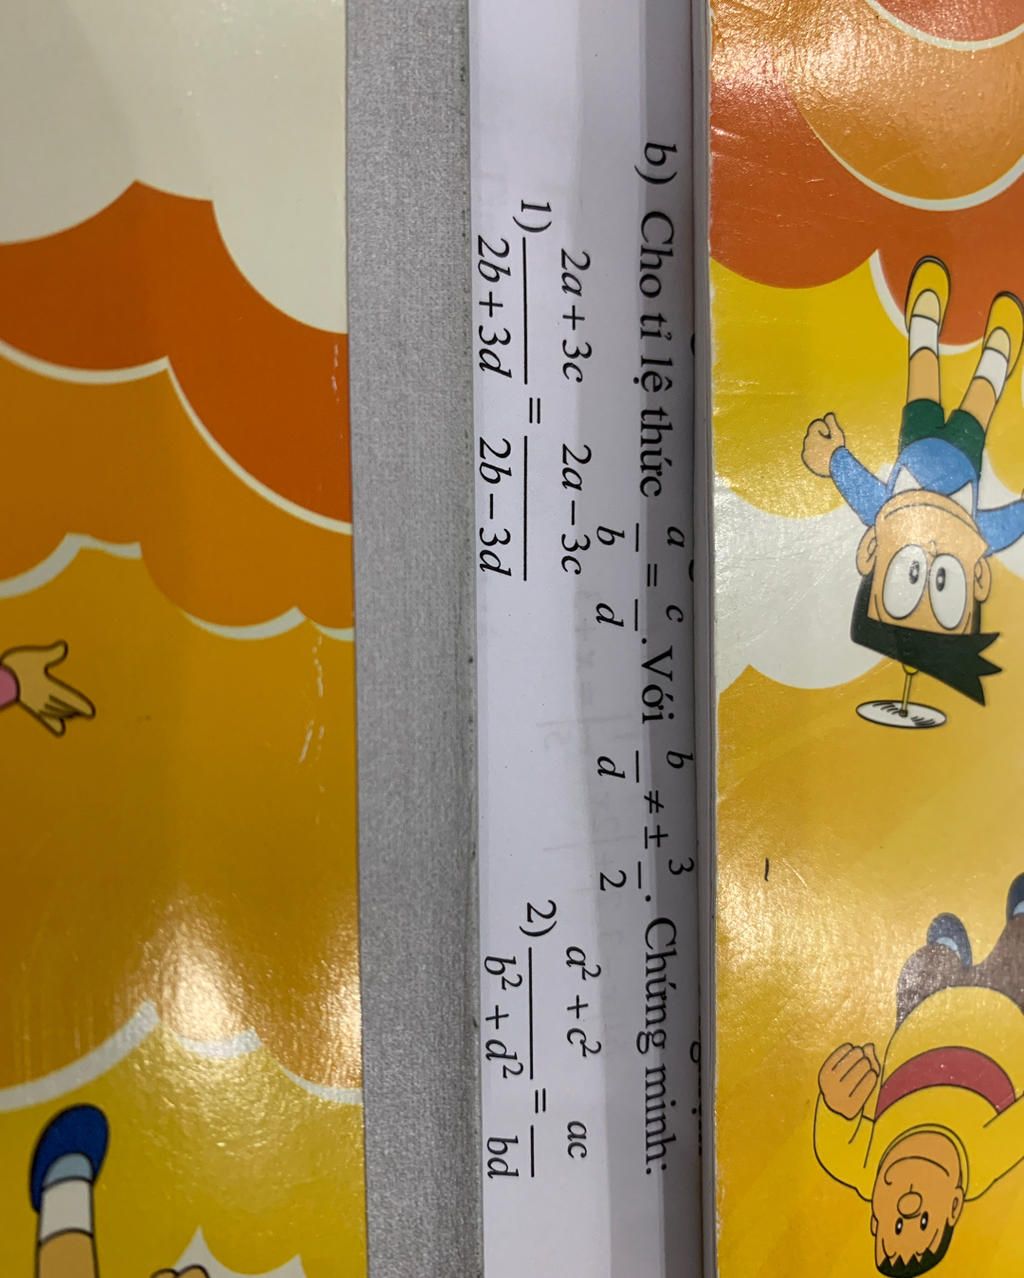 b) Cho tỉ lệ thức a/b = c/d. Với b/d ≠ ± 3/2. Chứng minh:
1) (2a + 3c)/(2b + 3d) = (2a − 3c)/(2b − 3d)
2) (a² + c²)/(b² + d²) = ac/bd